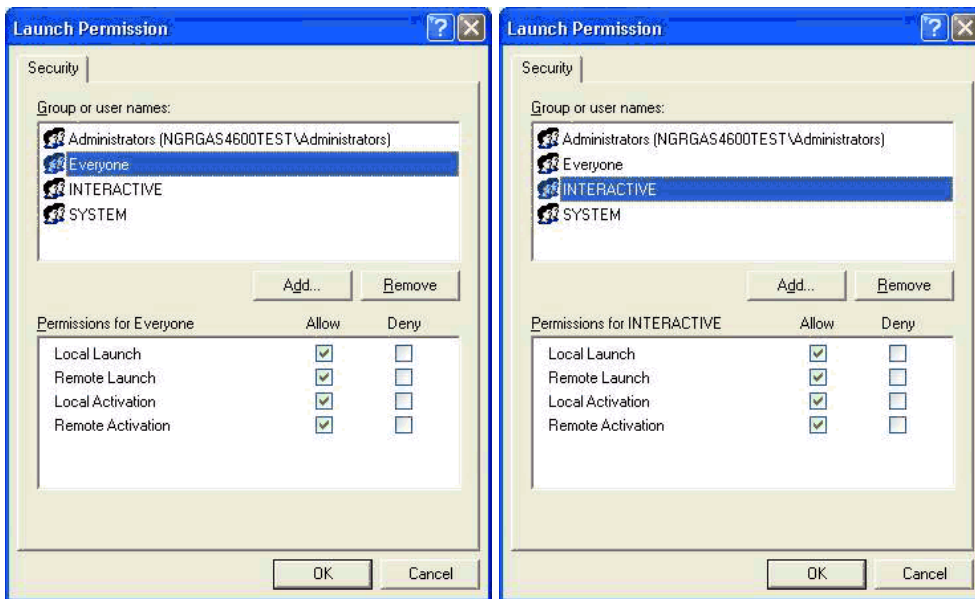 Launch Permission
Security
Group or user names:
Administrators (NGRGAS4600TEST\Administrators)
Everyone
INTERACTIVE
SYSTEM
Add...
Remove
Permissions for Everyone
Allow
Deny
Local Launch
Remote Launch
Local Activation
Remote Activation
OK
Cancel
Launch Permission
Security
Group or user names:
Administrators (NGRGAS4600TEST\Administrators)
Everyone
INTERACTIVE
SYSTEM
Add...
Remove
Permissions for INTERACTIVE
Allow
Deny
Local Launch
Remote Launch
Local Activation
Remote Activation
OK
Cancel